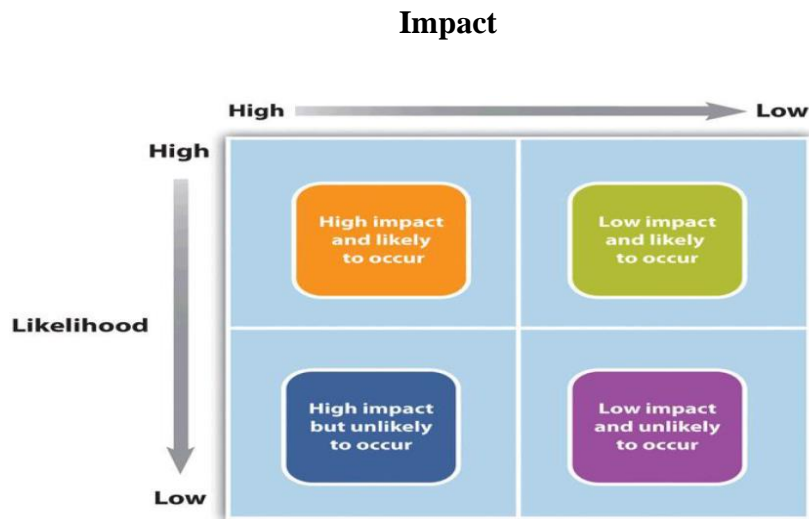 Impact
High
Low
High
High impact
and likely
to occur
Low impact
and likely
to occur
Likelihood
High impact
but unlikely
to occur
Low impact
and unlikely
to occur
Low